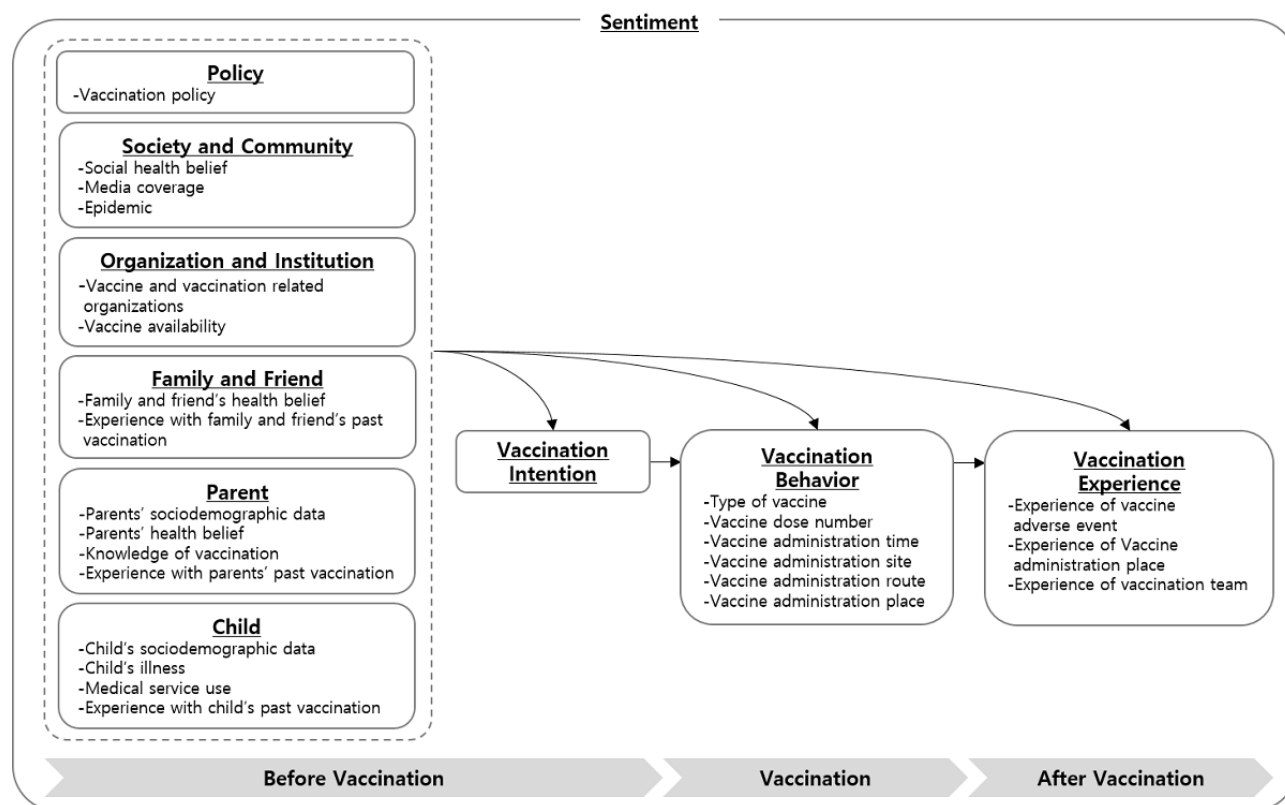 Sentiment
Policy
-Vaccination policy
Society and Community
-Social health belief
-Media coverage
-Epidemic
Organization and Institution
-Vaccine and vaccination related
organizations
-Vaccine availability
Family and Friend
-Family and friend's health belief
-Experience with family and friend's past
vaccination
Parent
-Parents' sociodemographic data
-Parents' health belief
-Knowledge of vaccination
-Experience with parents' past vaccination
Child
-Child's sociodemographic data
-Child's illness
-Medical service use
-Experience with child's past vaccination
Vaccination
Intention
Vaccination
Behavior
-Type of vaccine
-Vaccine dose number
-Vaccine administration time
-Vaccine administration site
-Vaccine administration route
-Vaccine administration place
Vaccination
Experience
-Experience of vaccine
adverse event
-Experience of Vaccine
administration place
-Experience of vaccination team
Before Vaccination
Vaccination
After Vaccination